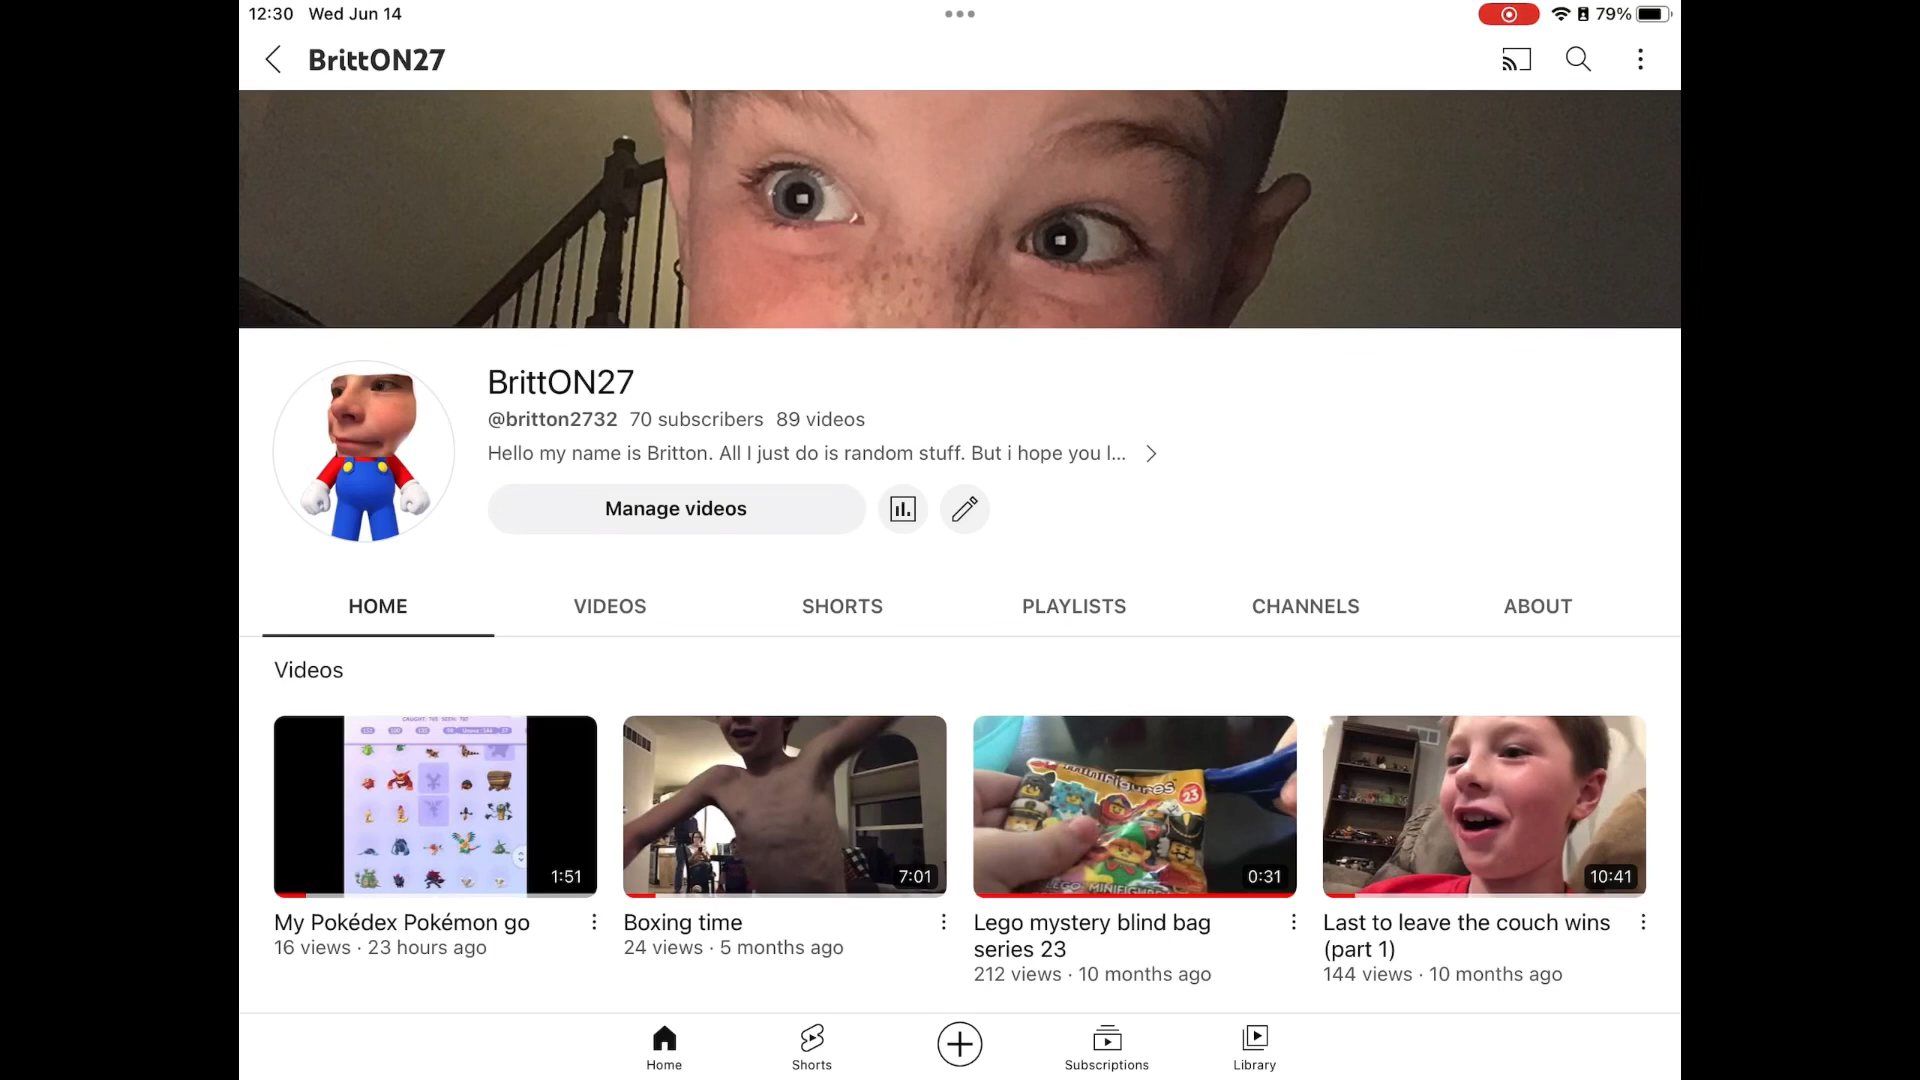 12:30 Wed Jun 14
79%
BrittON27
BrittON27
@britton2732 70 subscribers 89 videos
Hello my name is Britton. All I just do is random stuff. But i hope you l...
Manage videos
HOME VIDEOS SHORTS PLAYLISTS CHANNELS ABOUT
Videos
minifigures
23
LEGO MINIFIGUR
1:51 7:01 0:31 10:41
My Pokédex Pokémon go
16 views · 23 hours ago
Boxing time
24 views · 5 months ago
Lego mystery blind bag
series 23
212 views · 10 months ago
Last to leave the couch wins
(part 1)
144 views · 10 months ago
Home Shorts Subscriptions Library